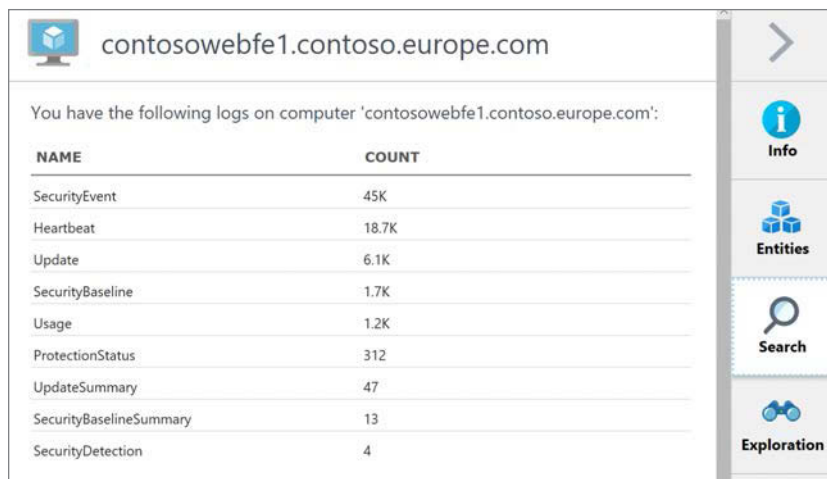 contosowebfe1.contoso.europe.com
You have the following logs on computer 'contosowebfe1.contoso.europe.com':
NAME COUNT
SecurityEvent 45K
Heartbeat 18.7K
Update 6.1K
SecurityBaseline 1.7K
Usage 1.2K
ProtectionStatus 312
UpdateSummary 47
SecurityBaselineSummary 13
SecurityDetection 4
Info
Entities
Search
Exploration